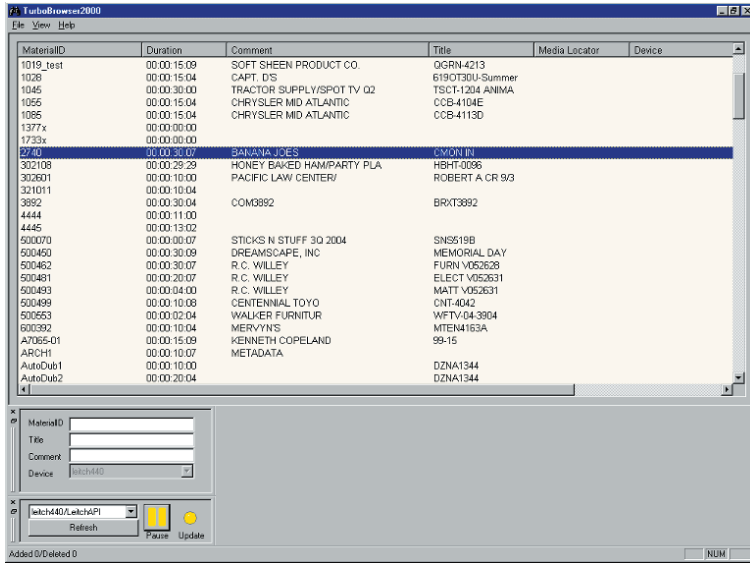 TurboBrowser2000
File View Help
MaterialID Duration Comment Title Media Locator Device
1019_test 00:00:15:09 SOFT SHEEN PRODUCT CO. QGRN-4213
1028 00:00:15:04 CAPT. D'S 619OT30U-Summer
1045 00:00:30:00 TRACTOR SUPPLY/SPOT TV Q2 TSCT-1204 ANIMA
1055 00:00:15:04 CHRYSLER MID ATLANTIC CCB-4104E
1085 00:00:15:04 CHRYSLER MID ATLANTIC CCB-4113D
1377x 00:00:00:00
1733x 00:00:00:00
2740 00:00:30:07 BANANA JOES CMON IN
302108 00:00:29:29 HONEY BAKED HAM/PARTY PLA HBHT-0096
302601 00:00:10:00 PACIFIC LAW CENTER/ ROBERT A CR 9/3
321011 00:00:10:04
3892 00:00:30:04 COM3892 BRXT3892
4444 00:00:11:00
4445 00:00:13:02
500070 00:00:00:07 STICKS N STUFF 3Q 2004 SNS519B
500450 00:00:30:09 DREAMSCAPE, INC MEMORIAL DAY
500462 00:00:30:07 R.C. WILLEY FURN V052628
500481 00:00:20:07 R.C. WILLEY ELECT V052631
500493 00:00:04:00 R.C. WILLEY MATT V052631
500499 00:00:10:08 CENTENNIAL TOYO CNT-4042
500553 00:00:02:04 WALKER FURNITUR WFTV-04-3904
600392 00:00:10:04 MERVYN'S MTEN4163A
A7065-01 00:00:15:09 KENNETH COPELAND 99-15
ARCH1 00:00:10:07 METADATA
AutoDub1 00:00:10:00 DZNA1344
AutoDub2 00:00:20:04 DZNA1344
MaterialID
Title
Comment
Device leitch440
leitch440/LeitchAPI
Refresh
Pause Update
Added 0/Deleted 0 NUM